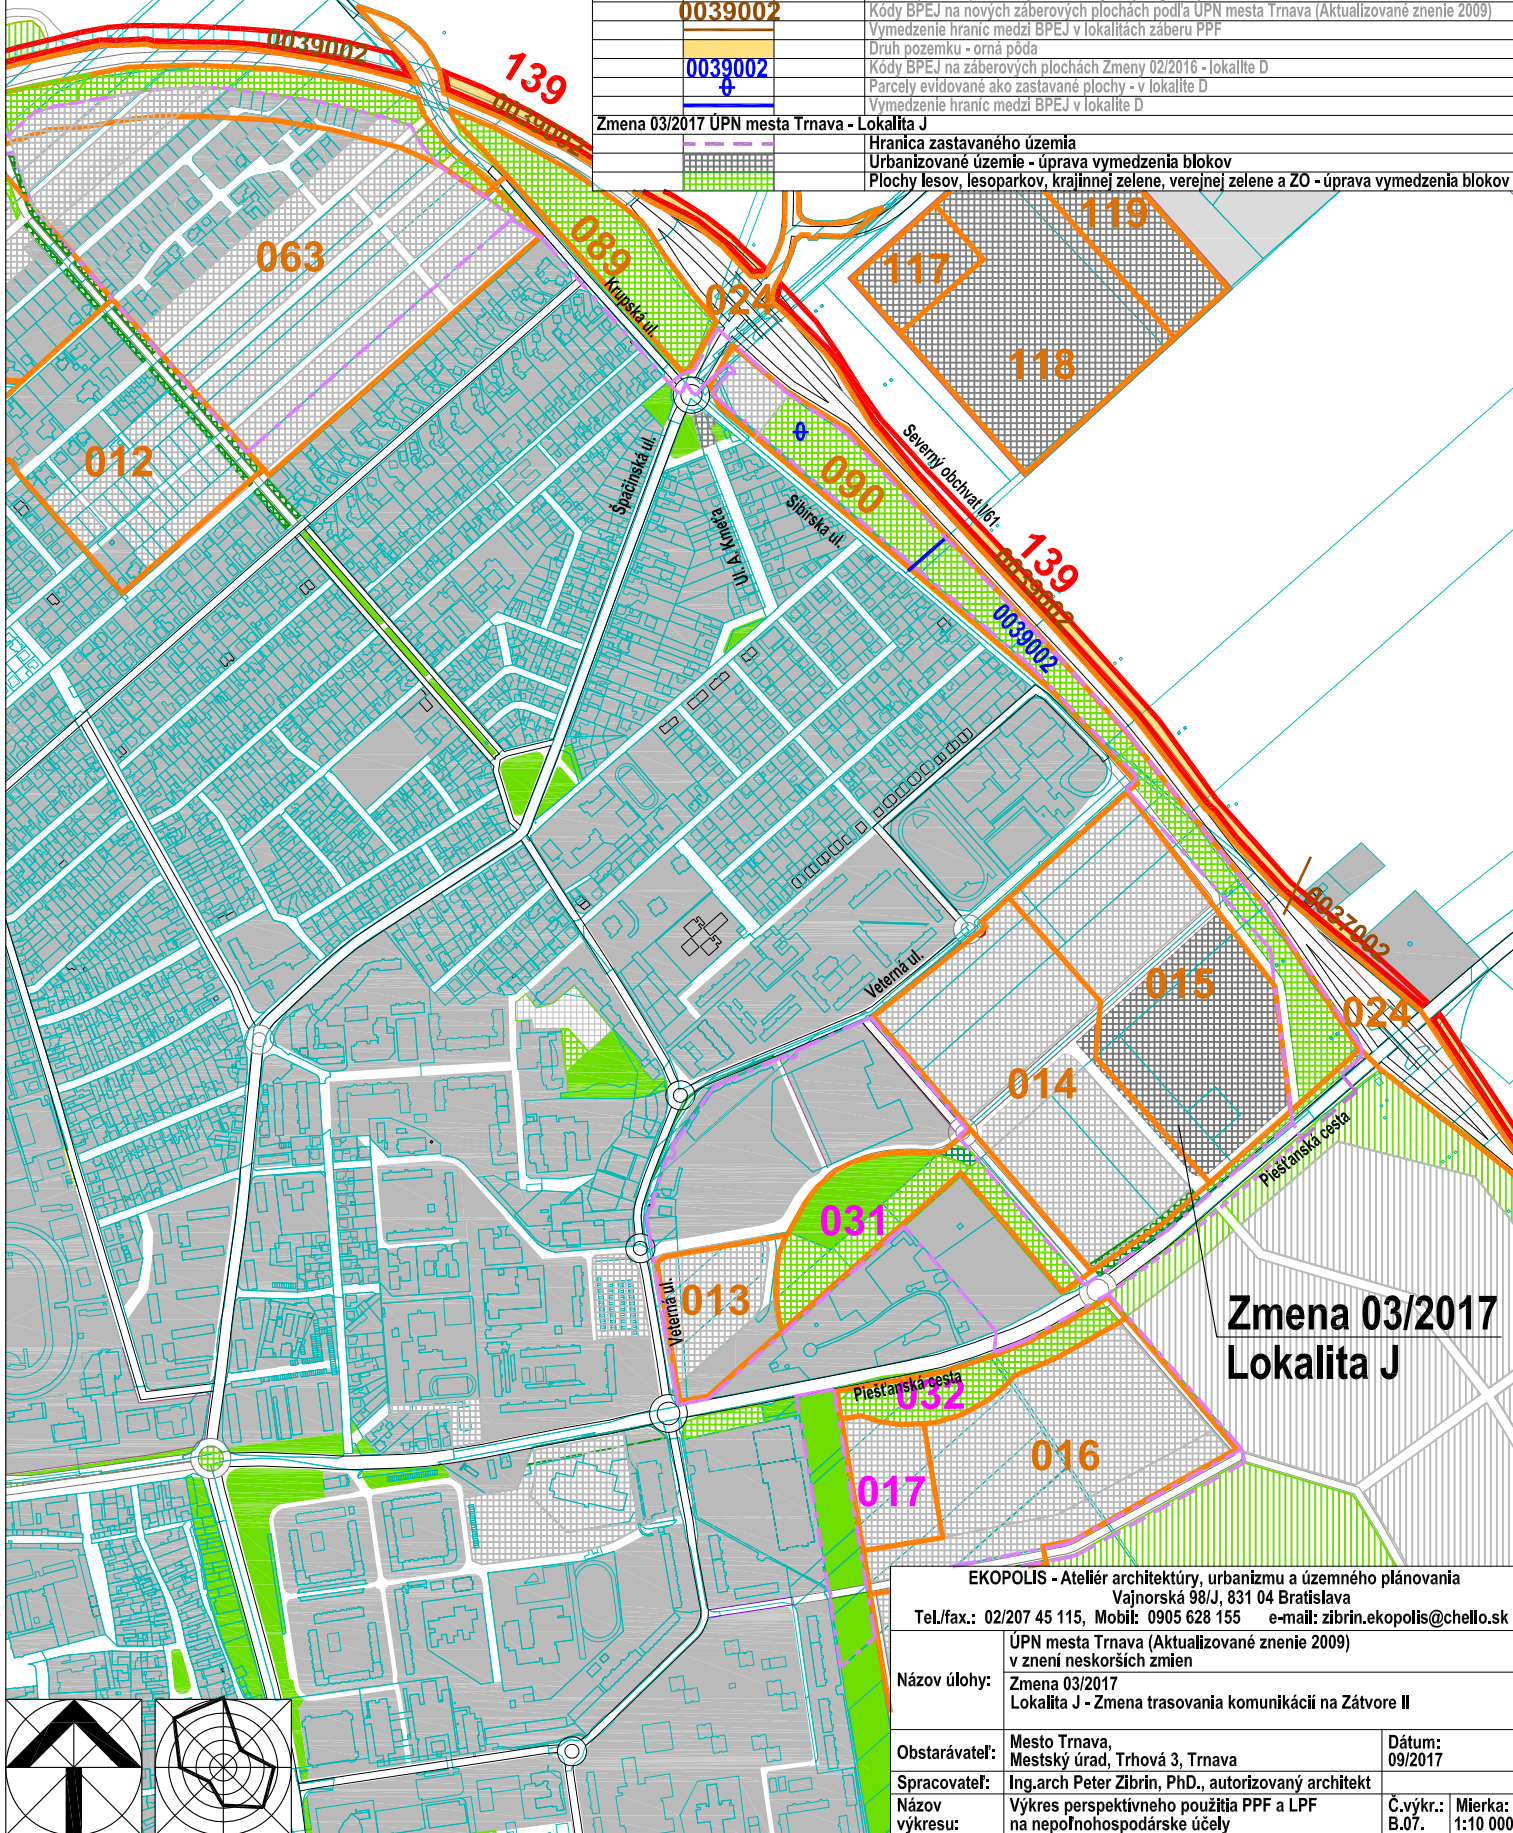 0039002
Kódy BPEJ na nových záberových plochách podľa ÚPN mesta Trnava (Aktualizované znenie 2009)
Vymedzenie hraníc medzi BPEJ v lokalitách záberu PPF
Druh pozemku - orná pôda
0039002
Kódy BPEJ na záberových plochách Zmeny 02/2016 - lokalite D
0
Parcely evidované ako zastavané plochy - v lokalite D
Vymedzenie hraníc medzi BPEJ v lokalite D
Zmena 03/2017 ÚPN mesta Trnava - Lokalita J
Hranica zastavaného územia
Urbanizované územie - úprava vymedzenia blokov
Plochy lesov, lesoparkov, krajinnej zelene, verejnej zelene a ZO - úprava vymedzenia blokov
0039002
139
0039002
063
089
Krupská ul.
024
117
119
118
012
Špačinská ul.
Ul. A. Kmeťa
0
090
Sibírska ul.
Severný obchvat I/61
139
0039002
0039002
0037002
Veterná ul.
015
024
014
Piešťanská cesta
031
013
Veterná ul.
Zmena 03/2017
Lokalita J
Piešťanská cesta
032
016
017
EKOPOLIS - Ateliér architektúry, urbanizmu a územného plánovania
Vajnorská 98/J, 831 04 Bratislava
Tel./fax.: 02/207 45 115, Mobil: 0905 628 155 e-mail: zibrin.ekopolis@chello.sk
Názov úlohy:
ÚPN mesta Trnava (Aktualizované znenie 2009)
v znení neskorších zmien
Zmena 03/2017
Lokalita J - Zmena trasovania komunikácií na Zátvore II
Obstarávateľ:
Mesto Trnava,
Mestský úrad, Trhová 3, Trnava
Dátum:
09/2017
Spracovateľ:
Ing.arch Peter Zibrin, PhD., autorizovaný architekt
Názov
výkresu:
Výkres perspektívneho použitia PPF a LPF
na nepoľnohospodárske účely
Č.výkr.:
B.07.
Mierka:
1:10 000